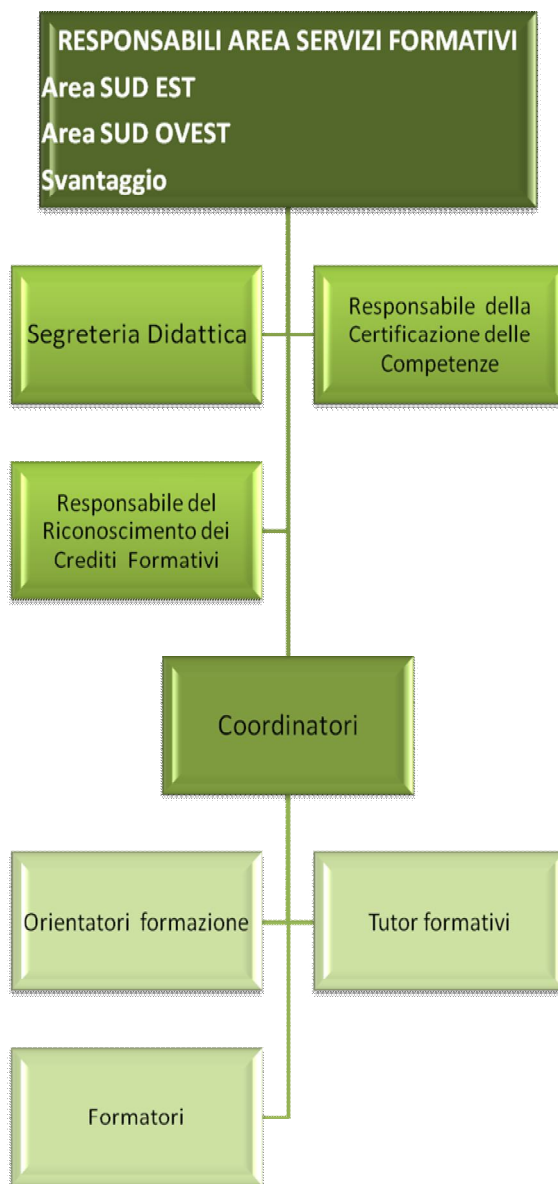 RESPONSABILI AREA SERVIZI FORMATIVI
Area SUD EST
Area SUD OVEST
Svantaggio
Segreteria Didattica
Responsabile della
Certificazione delle
Competenze
Responsabile del
Riconoscimento dei
Crediti Formativi
Coordinatori
Orientatori formazione
Tutor formativi
Formatori